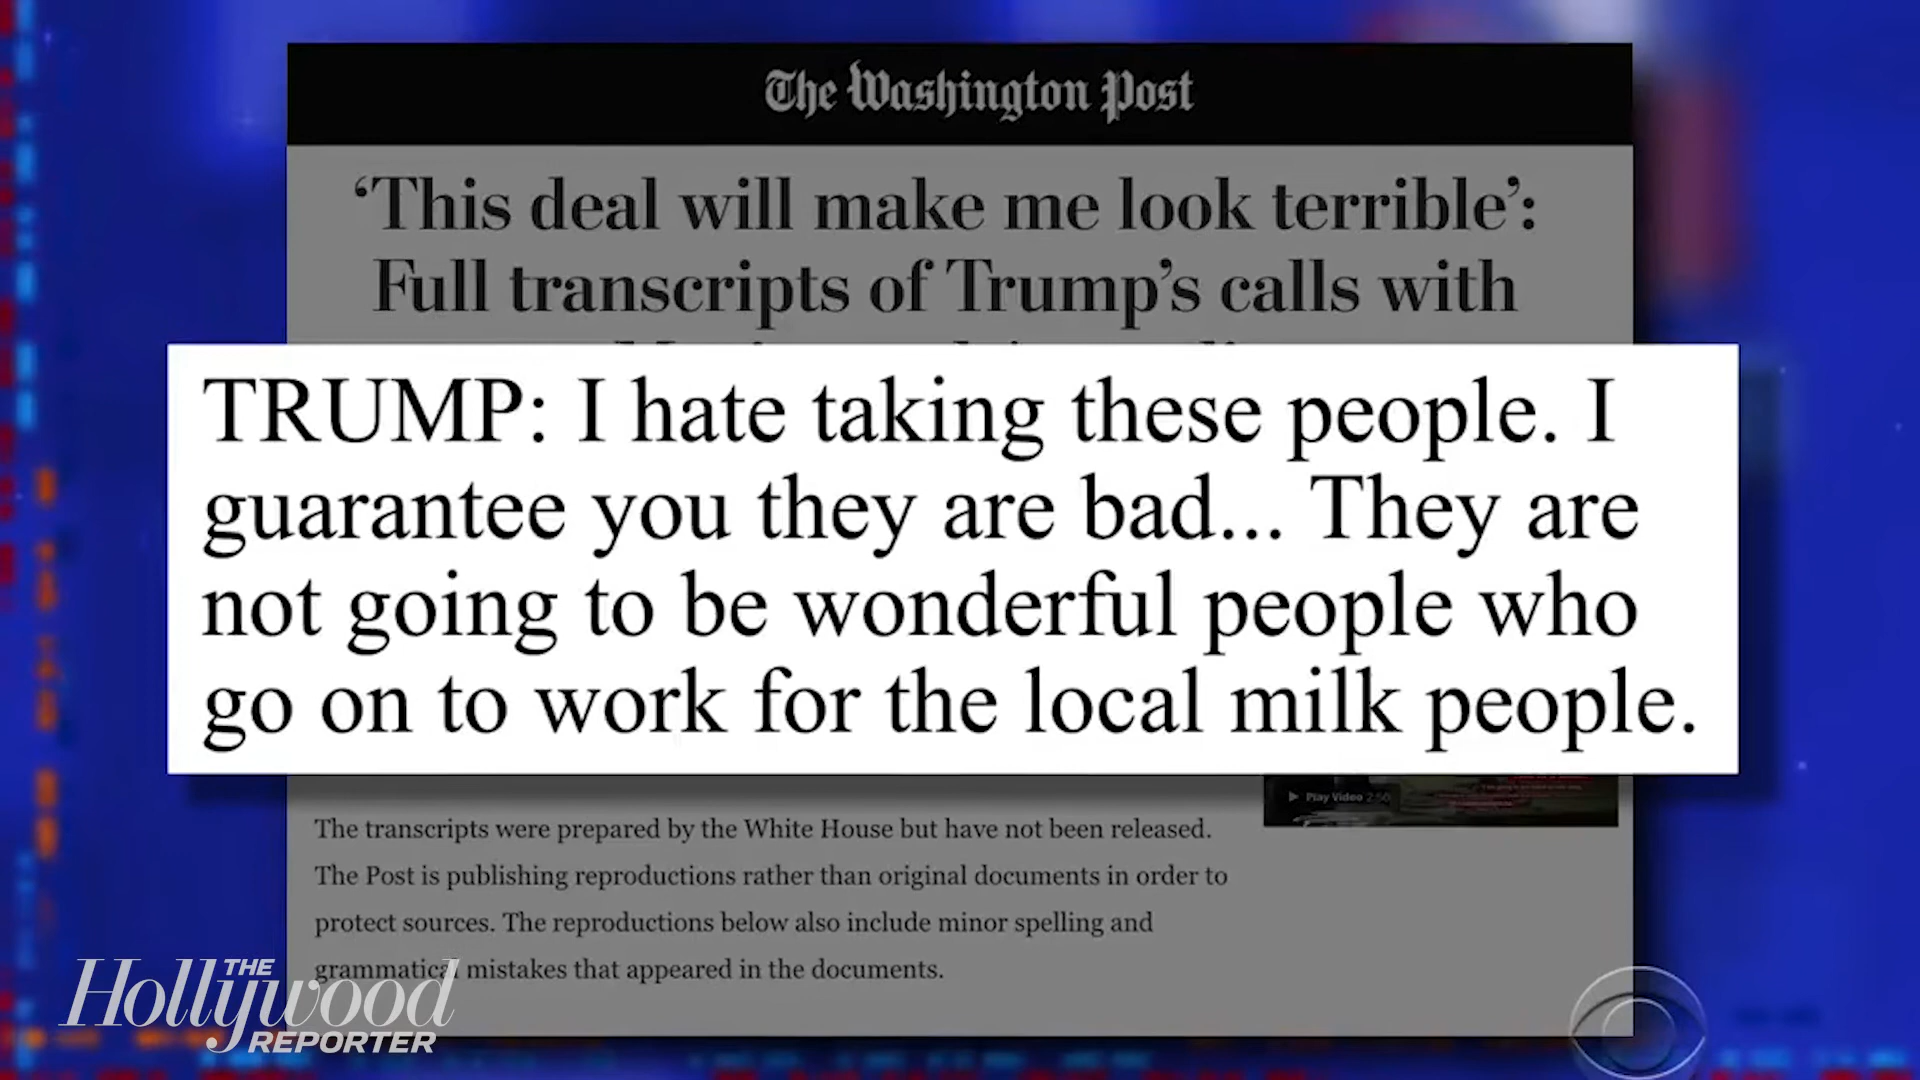 The Washington Post
‘This deal will make me look terrible’:
Full transcripts of Trump’s calls with
TRUMP: I hate taking these people. I
guarantee you they are bad... They are
not going to be wonderful people who
go on to work for the local milk people.
Play Video 2:50
The transcripts were prepared by the White House but have not been released.
The Post is publishing reproductions rather than original documents in order to
protect sources. The reproductions below also include minor spelling and
grammatical mistakes that appeared in the documents.
THE
Hollywood
REPORTER